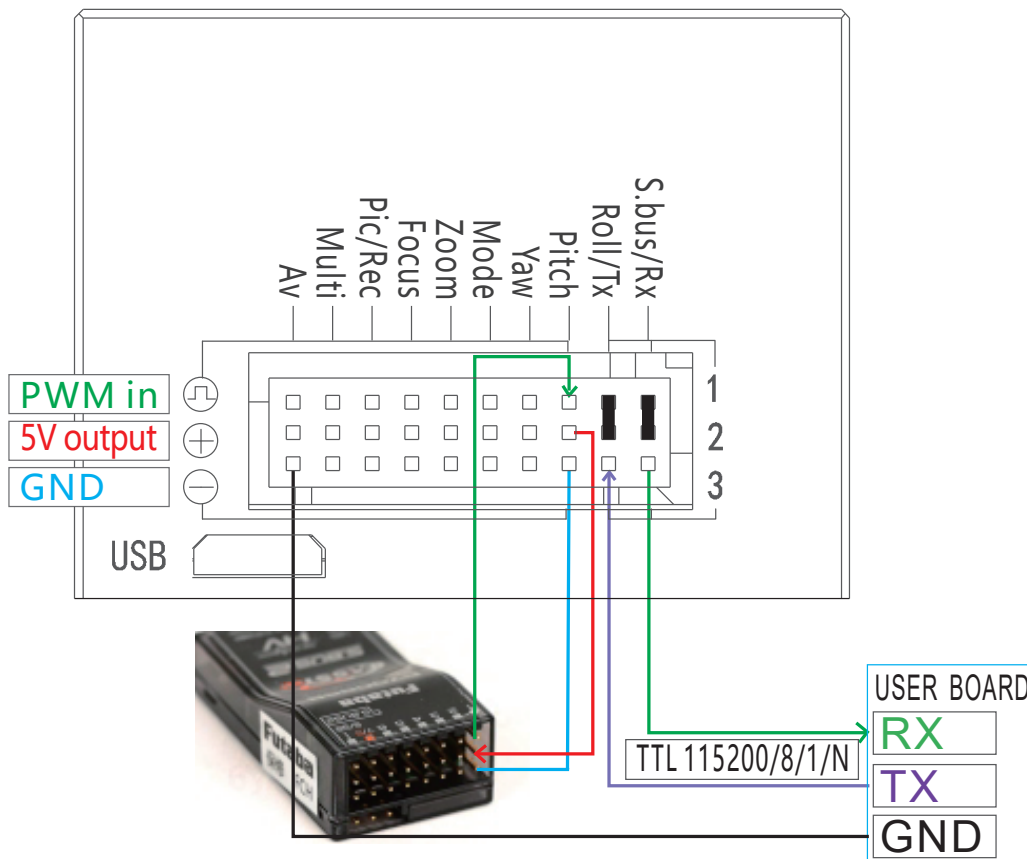 S.bus/Rx
Roll/Tx
Pitch
Yaw
Mode
Zoom
Focus
Pic/Rec
Multi
Av
PWM in
5V output
GND
1
2
3
USB
Futaba
Futaba
USER BOARD
RX
TTL 115200/8/1/N
TX
GND